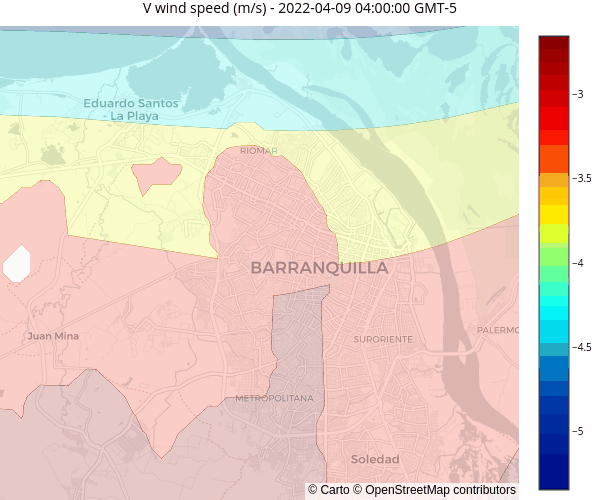 V wind speed (m/s) - 2022-04-09 04:00:00 GMT-5
Eduardo Santos
- La Playa
RIOMAR
BARRANQUILLA
Juan Mina
SURORIENTE
PALERMO
METROPOLITANA
Soledad
© Carto © OpenStreetMap contributors
−3
−3.5
−4
−4.5
−5